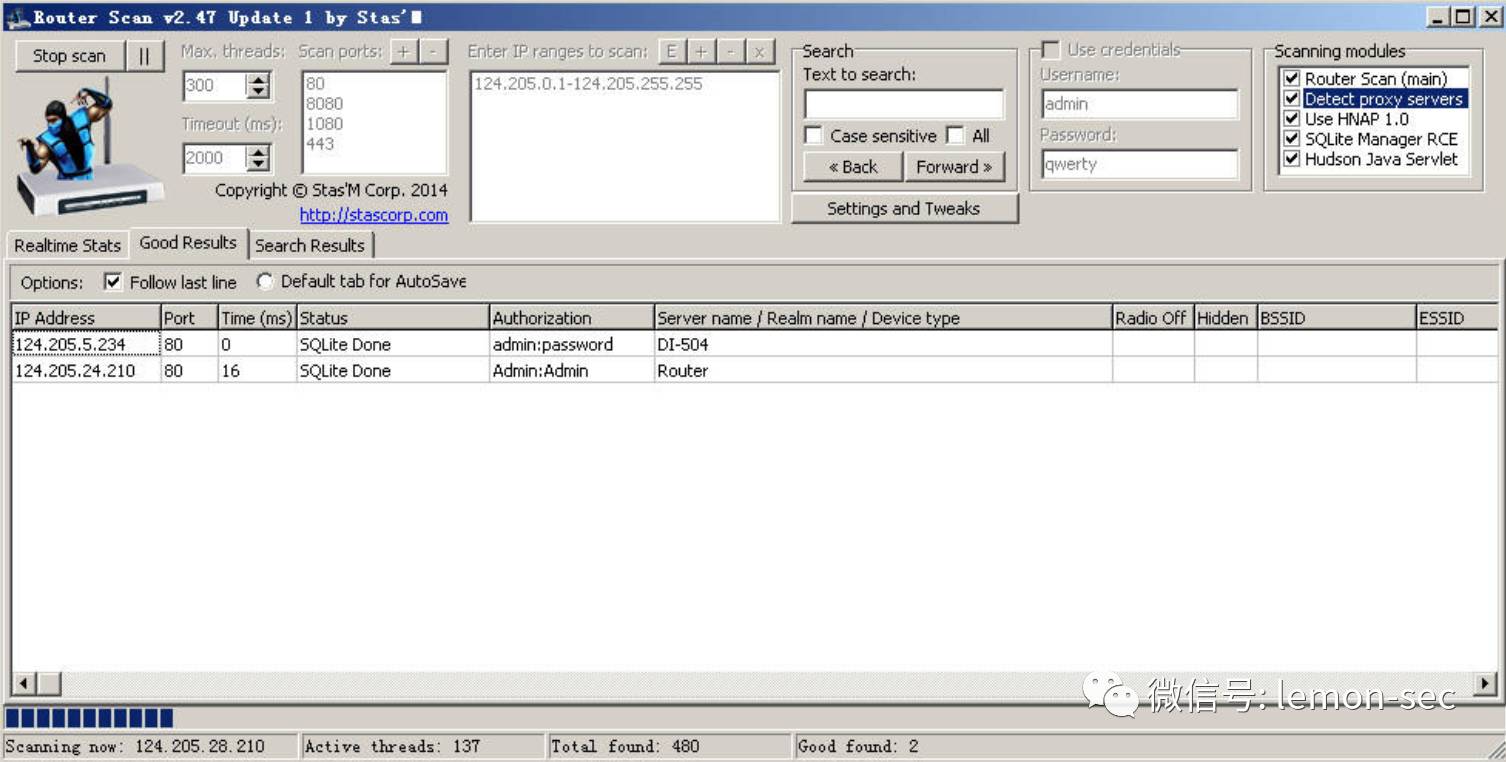 Router Scan v2.47 Update 1 by Stas'
Stop scan ||
Max. threads:
300
Timeout (ms):
2000
Scan ports: + -
80
8080
1080
443
Copyright © Stas'M Corp. 2014
http://stascorp.com
Enter IP ranges to scan: E + - x
124.205.0.1-124.205.255.255
Search
Text to search:
Case sensitive All
« Back Forward »
Settings and Tweaks
Use credentials
Username:
admin
Password:
qwerty
Scanning modules
Router Scan (main)
Detect proxy servers
Use HNAP 1.0
SQLite Manager RCE
Hudson Java Servlet
Realtime Stats Good Results Search Results
Options: Follow last line Default tab for AutoSave
IP Address Port Time (ms) Status Authorization Server name / Realm name / Device type Radio Off Hidden BSSID ESSID
124.205.5.234 80 0 SQLite Done admin:password DI-504
124.205.24.210 80 16 SQLite Done Admin:Admin Router
微信号: lemon-sec
Scanning now: 124.205.28.210 Active threads: 137 Total found: 480 Good found: 2